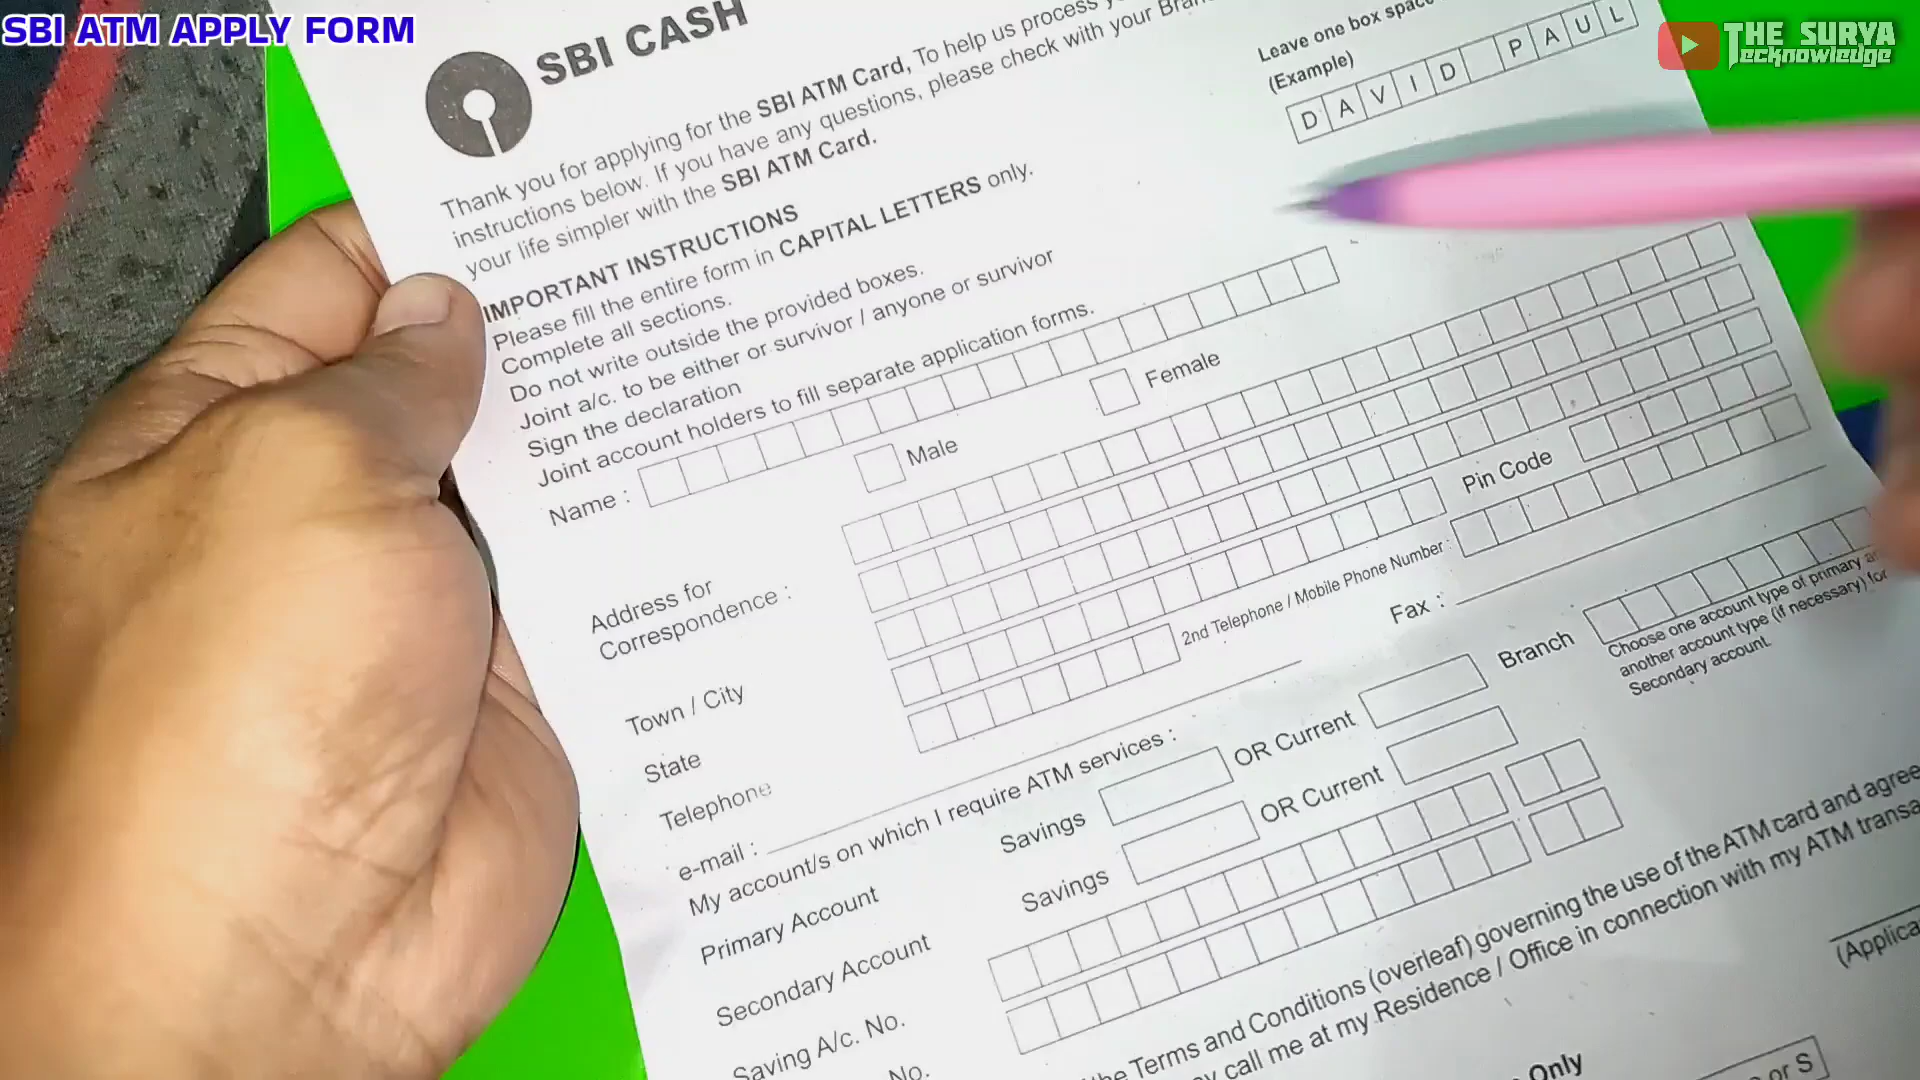 SBI ATM APPLY FORM
THE SURYA
Tecknowledge
SBI CASH
Thank you for applying for the SBI ATM Card, To help us process
instructions below. If you have any questions, please check with your
your life simpler with the SBI ATM Card.
Leave one box space
(Example)
DAVID PAUL
IMPORTANT INSTRUCTIONS
Please fill the entire form in CAPITAL LETTERS only.
Complete all sections.
Do not write outside the provided boxes.
Joint a/c. to be either or survivor / anyone or survivor
Sign the declaration
Joint account holders to fill separate application forms.
Name :
Male
Female
Address for
Correspondence :
Town / City
Pin Code
State
Telephone
2nd Telephone / Mobile Phone Number :
e-mail :
Fax :
My account/s on which I require ATM services :
Branch
Primary Account
Savings
OR Current
Choose one account type of primary
another account type (if necessary) for
Secondary account.
Secondary Account
Savings
OR Current
Saving A/c. No.
No.
Terms and Conditions (overleaf) governing the use of the ATM card and
call me at my Residence / Office in connection with my ATM
Only
or S